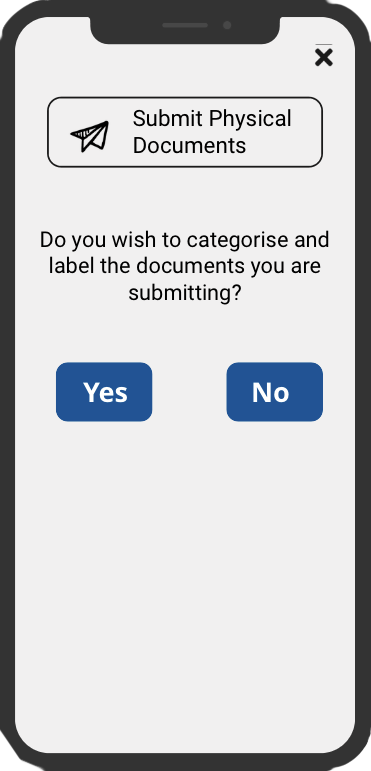 Submit Physical
Documents
Do you wish to categorise and
label the documents you are
submitting?
Yes
No